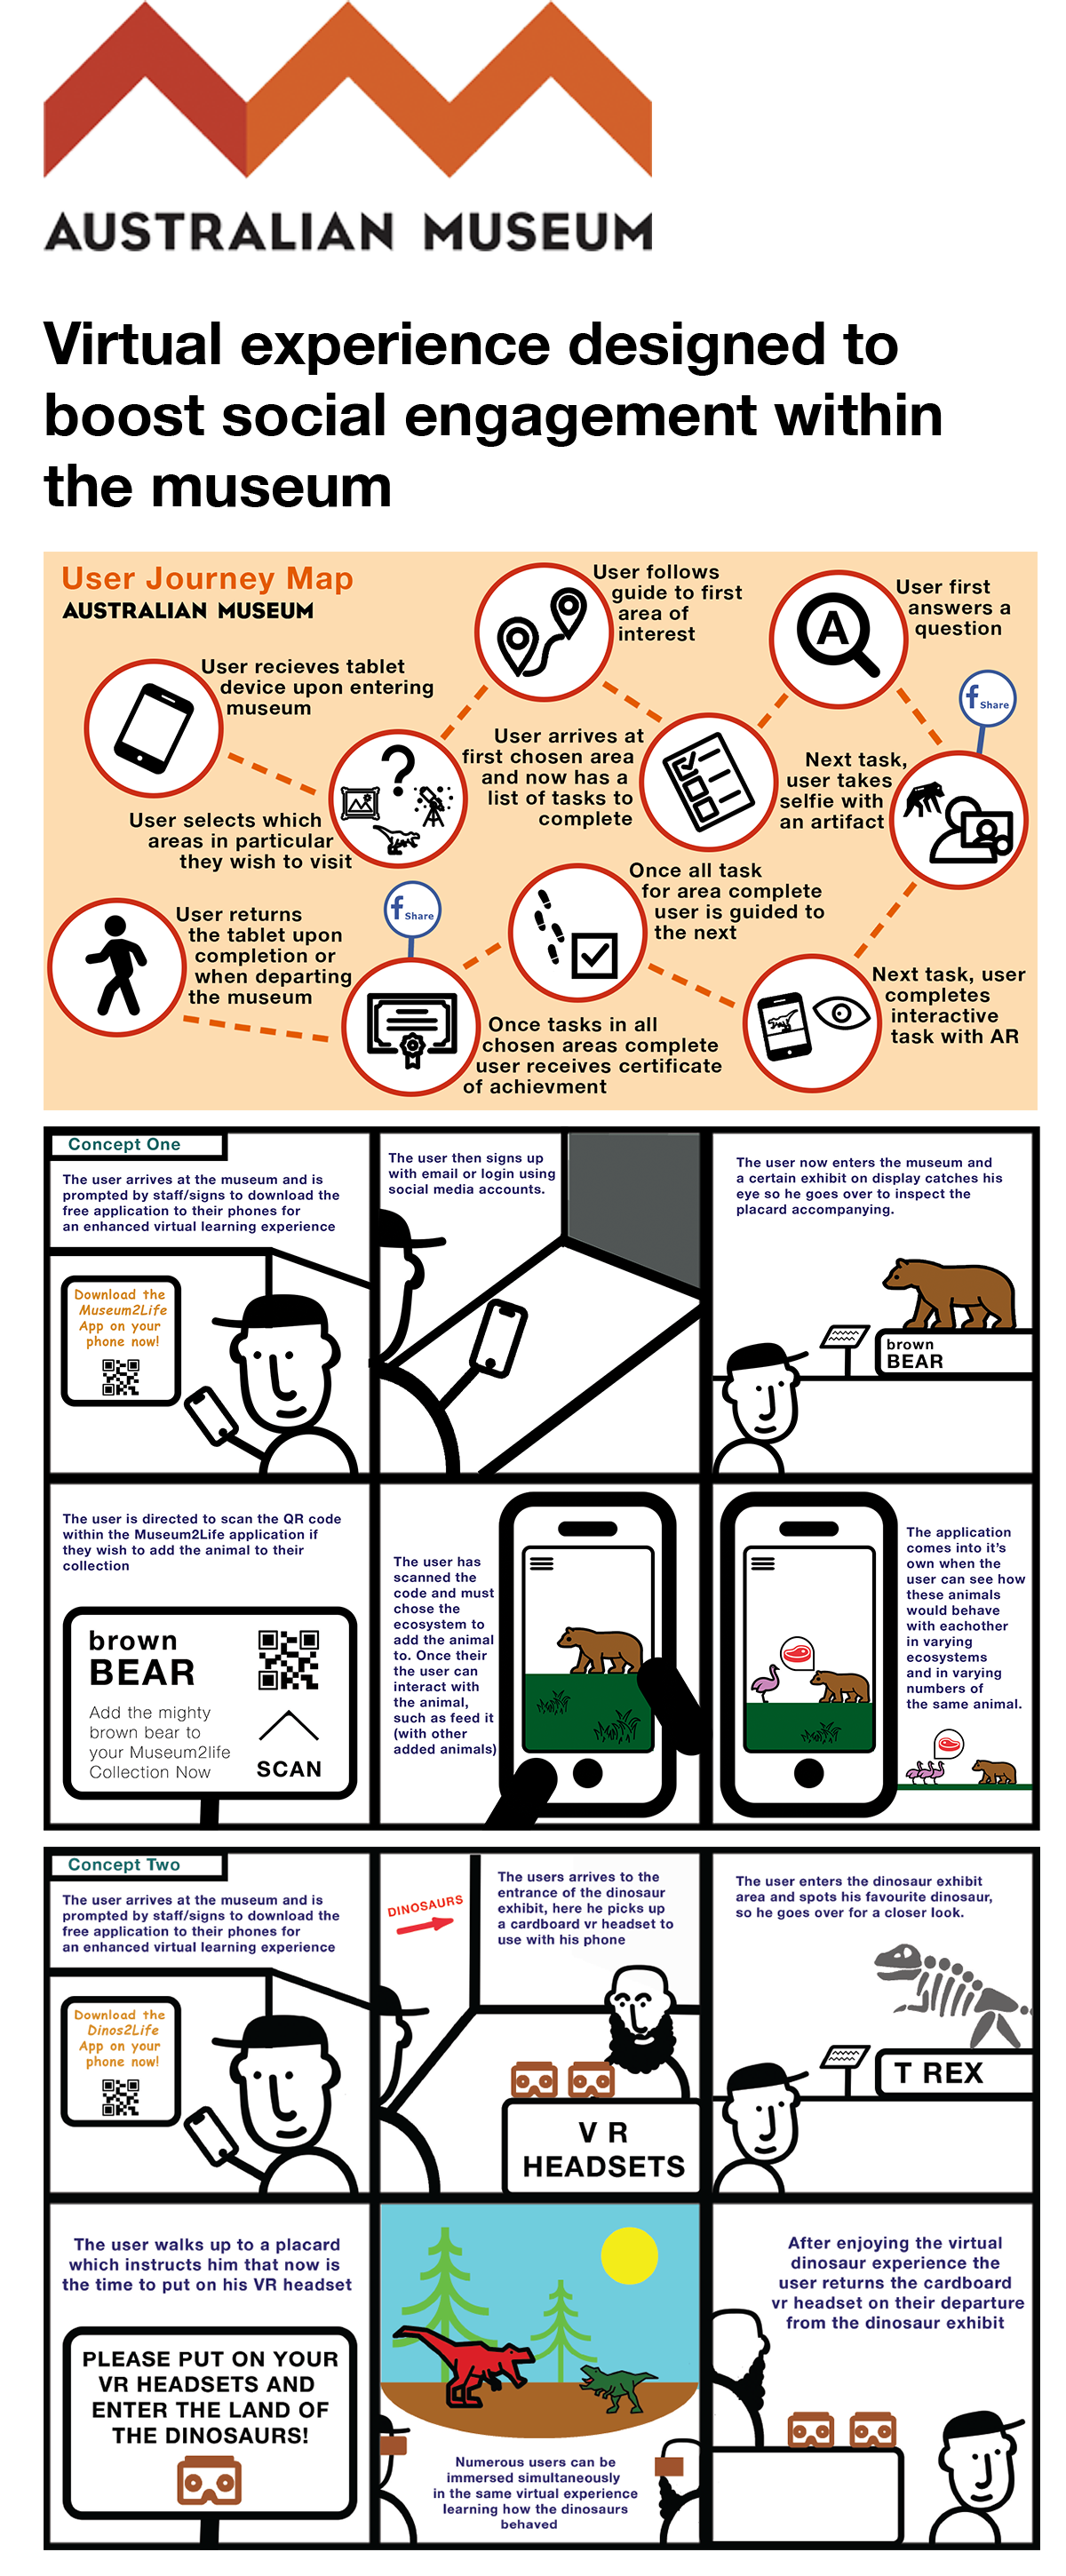 AUSTRALIAN MUSEUM
Virtual experience designed to
boost social engagement within
the museum
User Journey Map
AUSTRALIAN MUSEUM
User recieves tablet
device upon entering
museum
User selects which
areas in particular
they wish to visit
?
User follows
guide to first
area of
interest
User arrives at
first chosen area
and now has a
list of tasks to
complete
A
User first
answers a
question
f Share
Next task,
user takes
selfie with
an artifact
Next task, user
completes
interactive
task with AR
Once all task
for area complete
user is guided to
the next
f Share
Once tasks in all
chosen areas complete
user receives certificate
of achievment
User returns
the tablet upon
completion or
when departing
the museum
Concept One
The user arrives at the museum and is
prompted by staff/signs to download the
free application to their phones for
an enhanced virtual learning experience
Download the
Museum2Life
App on your
phone now!
The user then signs up
with email or login using
social media accounts.
The user now enters the museum and
a certain exhibit on display catches his
eye so he goes over to inspect the
placard accompanying.
brown
BEAR
The user is directed to scan the QR code
within the Museum2Life application if
they wish to add the animal to their
collection
brown
BEAR
Add the mighty
brown bear to
your Museum2life
Collection Now
SCAN
The user has
scanned the
code and must
chose the
ecosystem to
add the animal
to. Once their
the user can
interact with
the animal,
such as feed it
(with other
added animals)
The application
comes into it's
own when the
user can see how
these animals
would behave
with eachother
in varying
ecosystems
and in varying
numbers of
the same animal.
Concept Two
The user arrives at the museum and is
prompted by staff/signs to download the
free application to their phones for
an enhanced virtual learning experience
Download the
Dinos2Life
App on your
phone now!
DINOSAURS
The users arrives to the
entrance of the dinosaur
exhibit, here he picks up
a cardboard vr headset to
use with his phone
V R
HEADSETS
The user enters the dinosaur exhibit
area and spots his favourite dinosaur,
so he goes over for a closer look.
T REX
The user walks up to a placard
which instructs him that now is
the time to put on his VR headset
PLEASE PUT ON YOUR
VR HEADSETS AND
ENTER THE LAND OF
THE DINOSAURS!
Numerous users can be
immersed simultaneously
in the same virtual experience
learning how the dinosaurs
behaved
After enjoying the virtual
dinosaur experience the
user returns the cardboard
vr headset on their departure
from the dinosaur exhibit